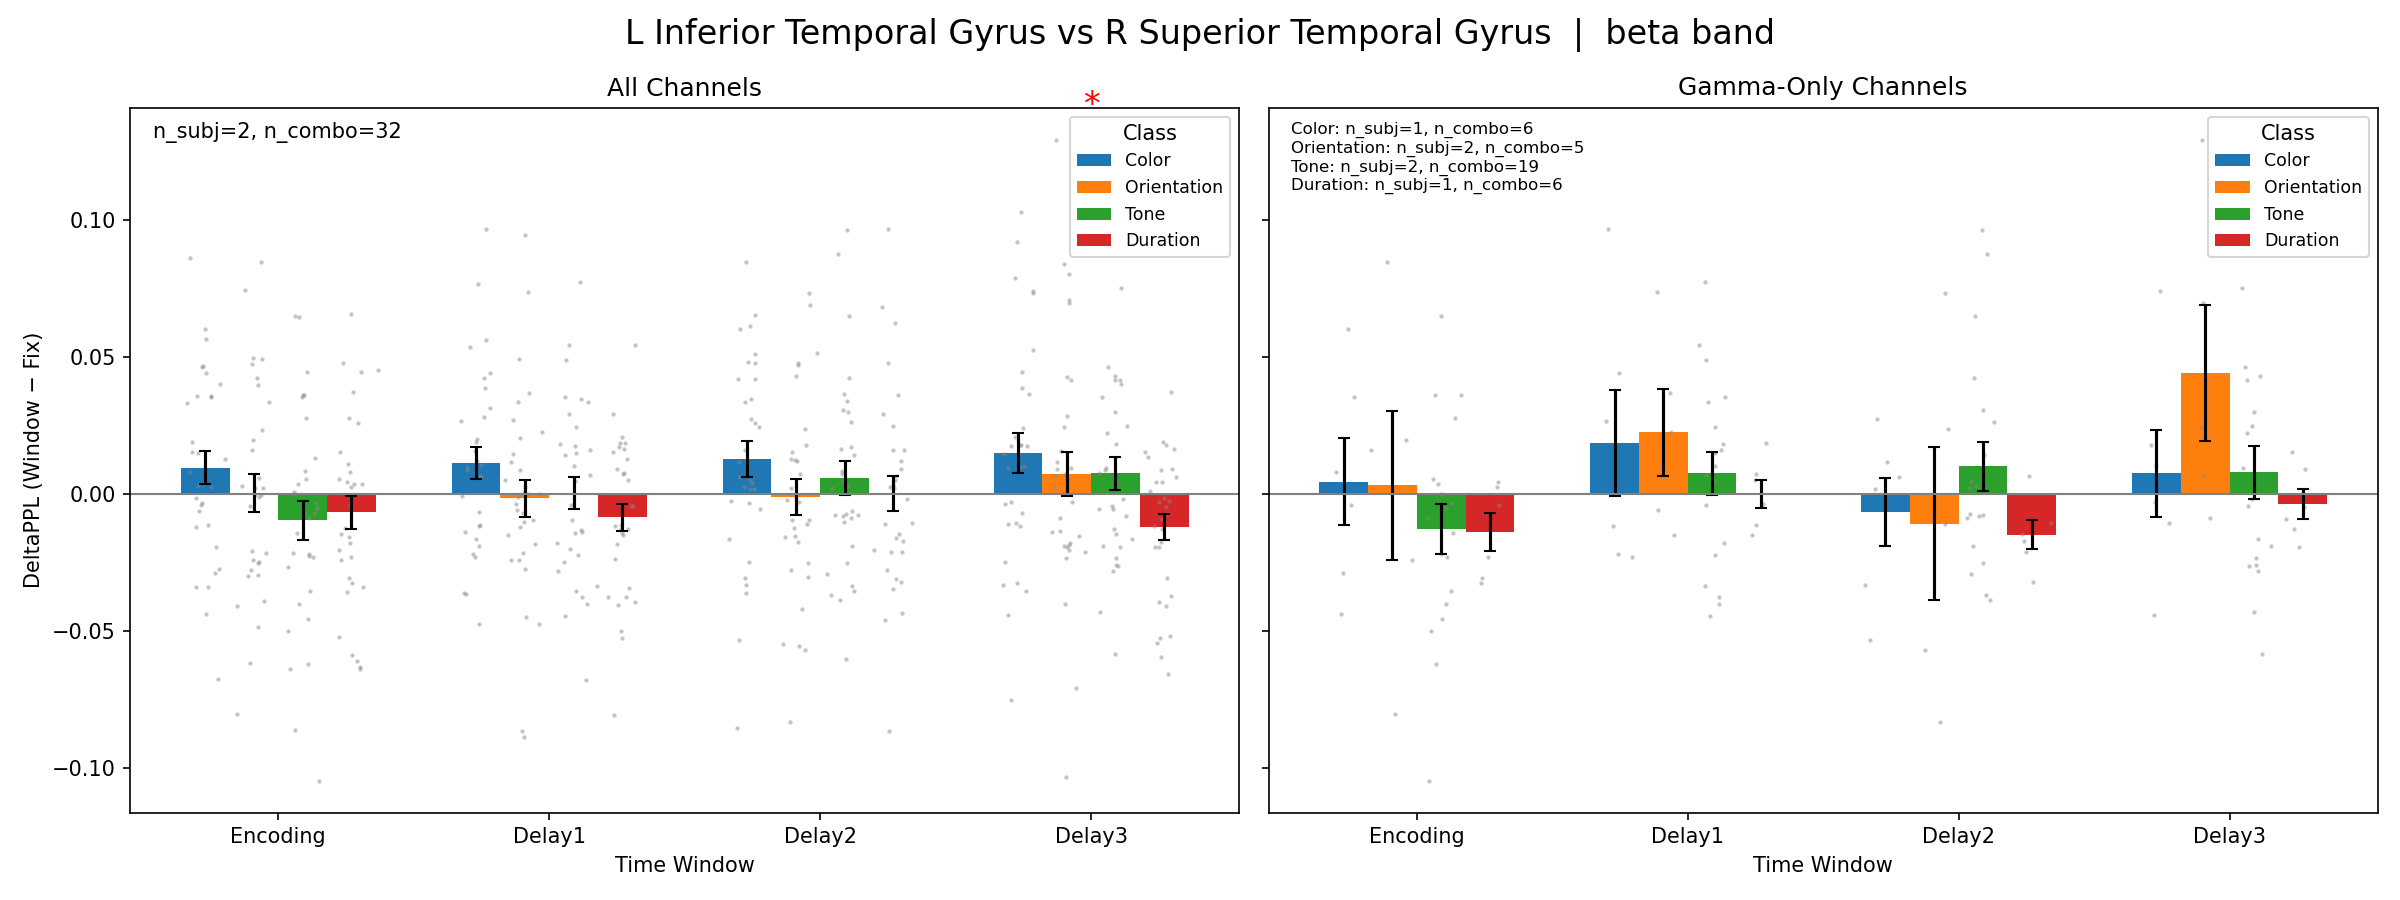 L Inferior Temporal Gyrus vs R Superior Temporal Gyrus | beta band
All Channels
*
n_subj=2, n_combo=32
Class
Color
Orientation
Tone
Duration
DeltaPPL (Window − Fix)
0.10
0.05
0.00
−0.05
−0.10
Encoding
Delay1
Delay2
Delay3
Time Window
Gamma-Only Channels
Color: n_subj=1, n_combo=6
Orientation: n_subj=2, n_combo=5
Tone: n_subj=2, n_combo=19
Duration: n_subj=1, n_combo=6
Class
Color
Orientation
Tone
Duration
Encoding
Delay1
Delay2
Delay3
Time Window